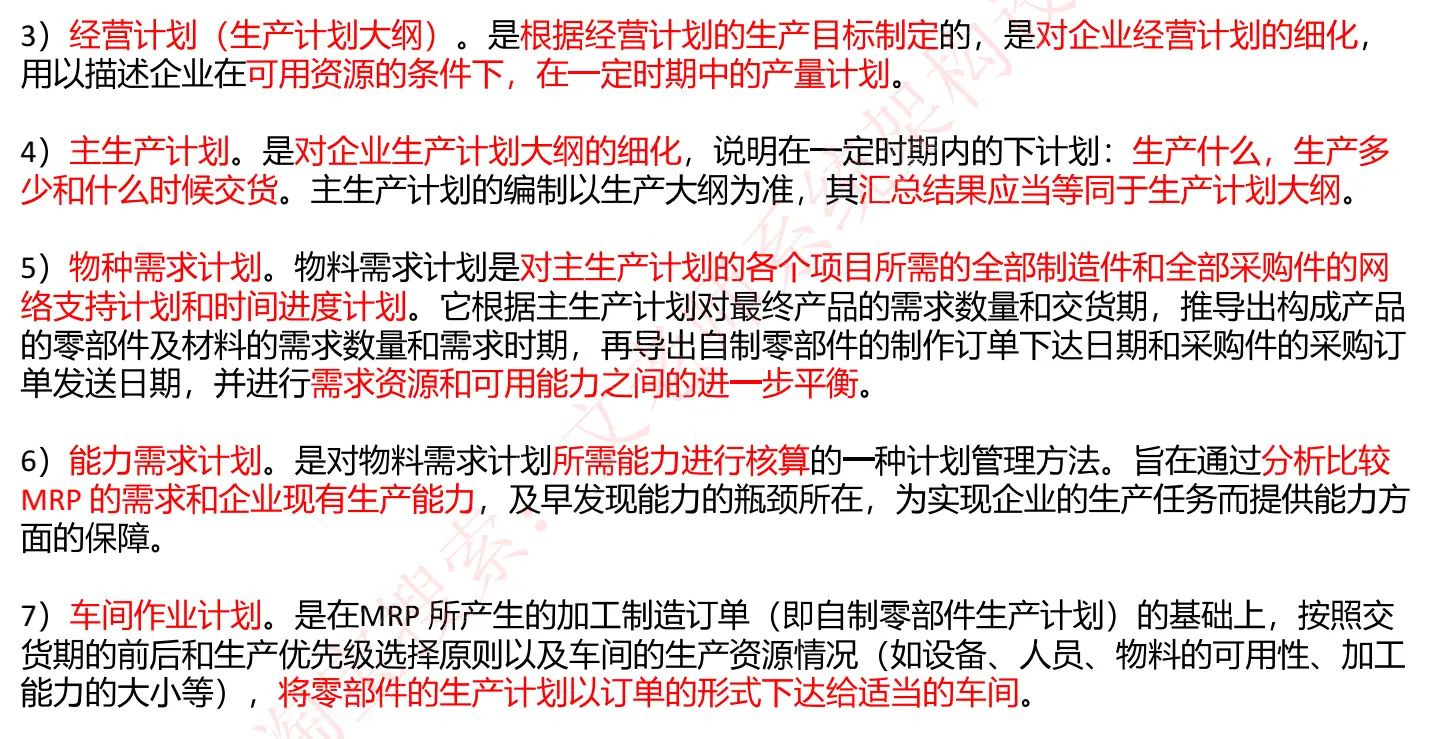 3）经营计划（生产计划大纲）。是根据经营计划的生产目标制定的，是对企业经营计划的细化，
用以描述企业在可用资源的条件下，在一定时期中的产量计划。
4）主生产计划。是对企业生产计划大纲的细化，说明在一定时期内的下计划：生产什么，生产多
少和什么时候交货。主生产计划的编制以生产大纲为准，其汇总结果应当等同于生产计划大纲。
5）物种需求计划。物料需求计划是对主生产计划的各个项目所需的全部制造件和全部采购件的网
络支持计划和时间进度计划。它根据主生产计划对最终产品的需求数量和交货期，推导出构成产品
的零部件及材料的需求数量和需求时期，再导出自制零部件的制作订单下达日期和采购件的采购订
单发送日期，并进行需求资源和可用能力之间的进一步平衡。
6）能力需求计划。是对物料需求计划所需能力进行核算的一种计划管理方法。旨在通过分析比较
MRP 的需求和企业现有生产能力，及早发现能力的瓶颈所在，为实现企业的生产任务而提供能力方
面的保障。
7）车间作业计划。是在MRP 所产生的加工制造订单（即自制零部件生产计划）的基础上，按照交
货期的前后和生产优先级选择原则以及车间的生产资源情况（如设备、人员、物料的可用性、加工
能力的大小等），将零部件的生产计划以订单的形式下达给适当的车间。
搜索：文老师系统架构